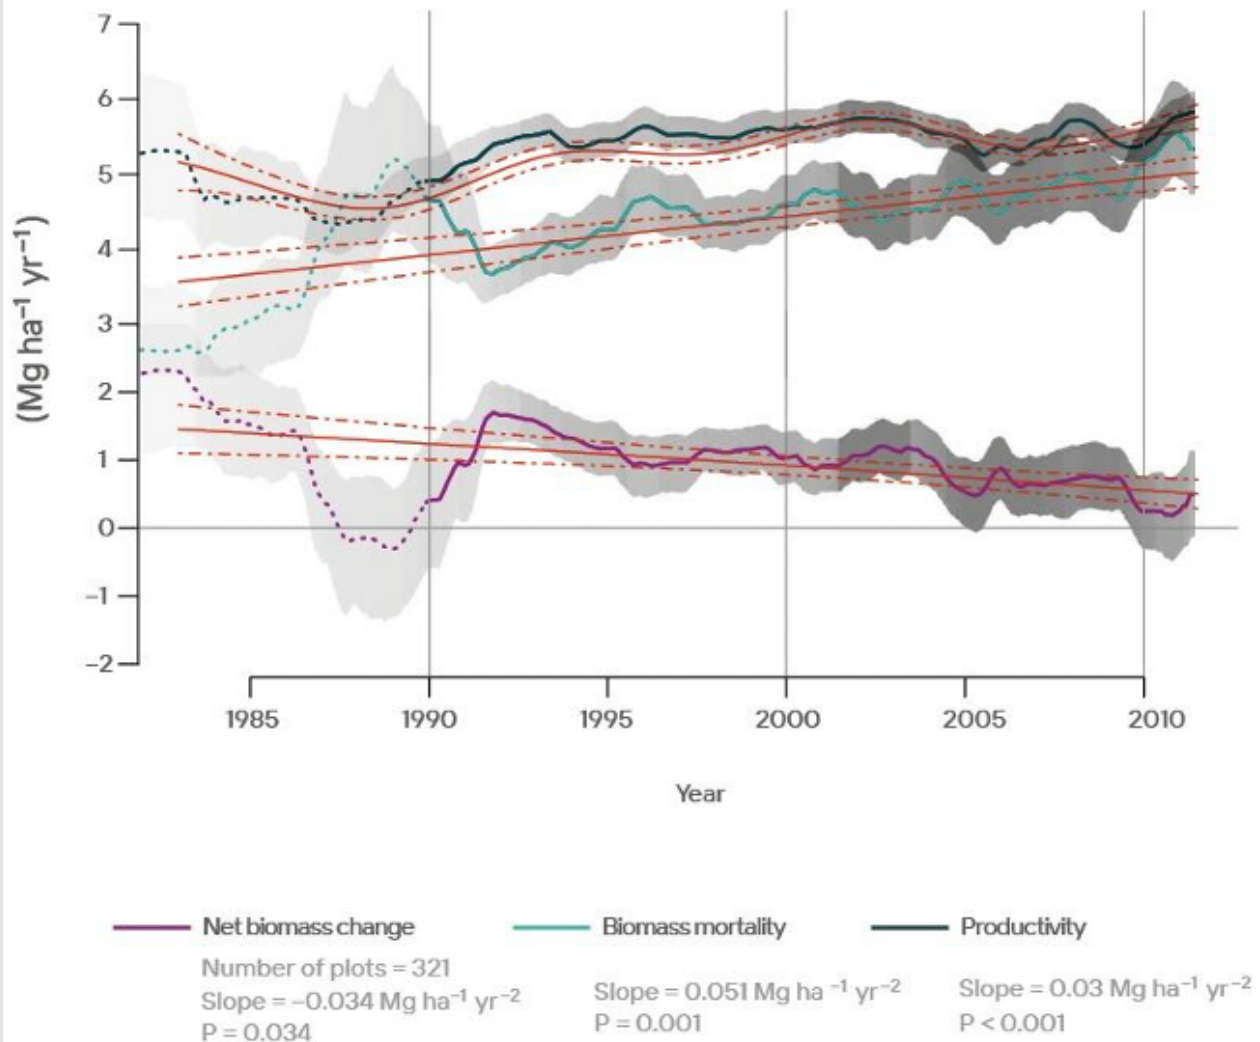 7
6
5
4
3
2
1
0
−1
−2
(Mg ha⁻¹ yr⁻¹)
1985 1990 1995 2000 2005 2010
Year
Net biomass change Biomass mortality Productivity
Number of plots = 321
Slope = −0.034 Mg ha⁻¹ yr⁻² Slope = 0.051 Mg ha ⁻¹ yr⁻² Slope = 0.03 Mg ha⁻¹ yr⁻²
P = 0.034 P = 0.001 P < 0.001